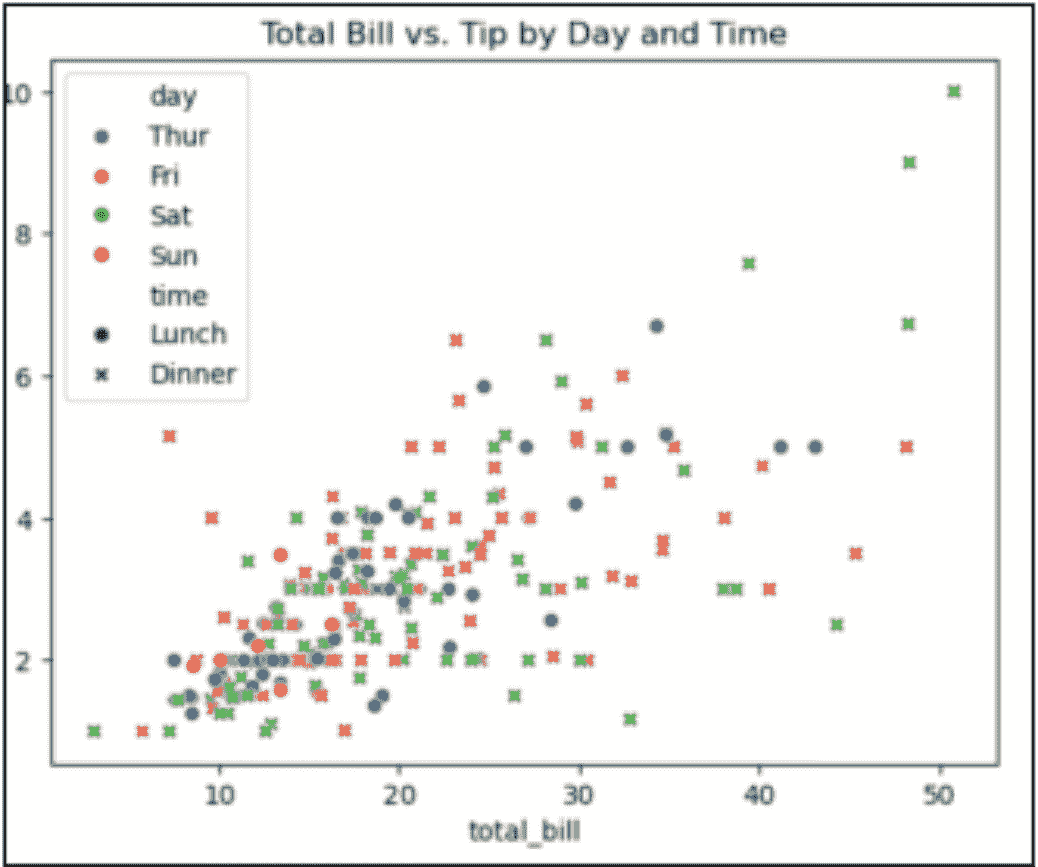 Total Bill vs. Tip by Day and Time
day
Thur
Fri
Sat
Sun
time
Lunch
Dinner
10
8
6
4
2
10 20 30 40 50
total_bill